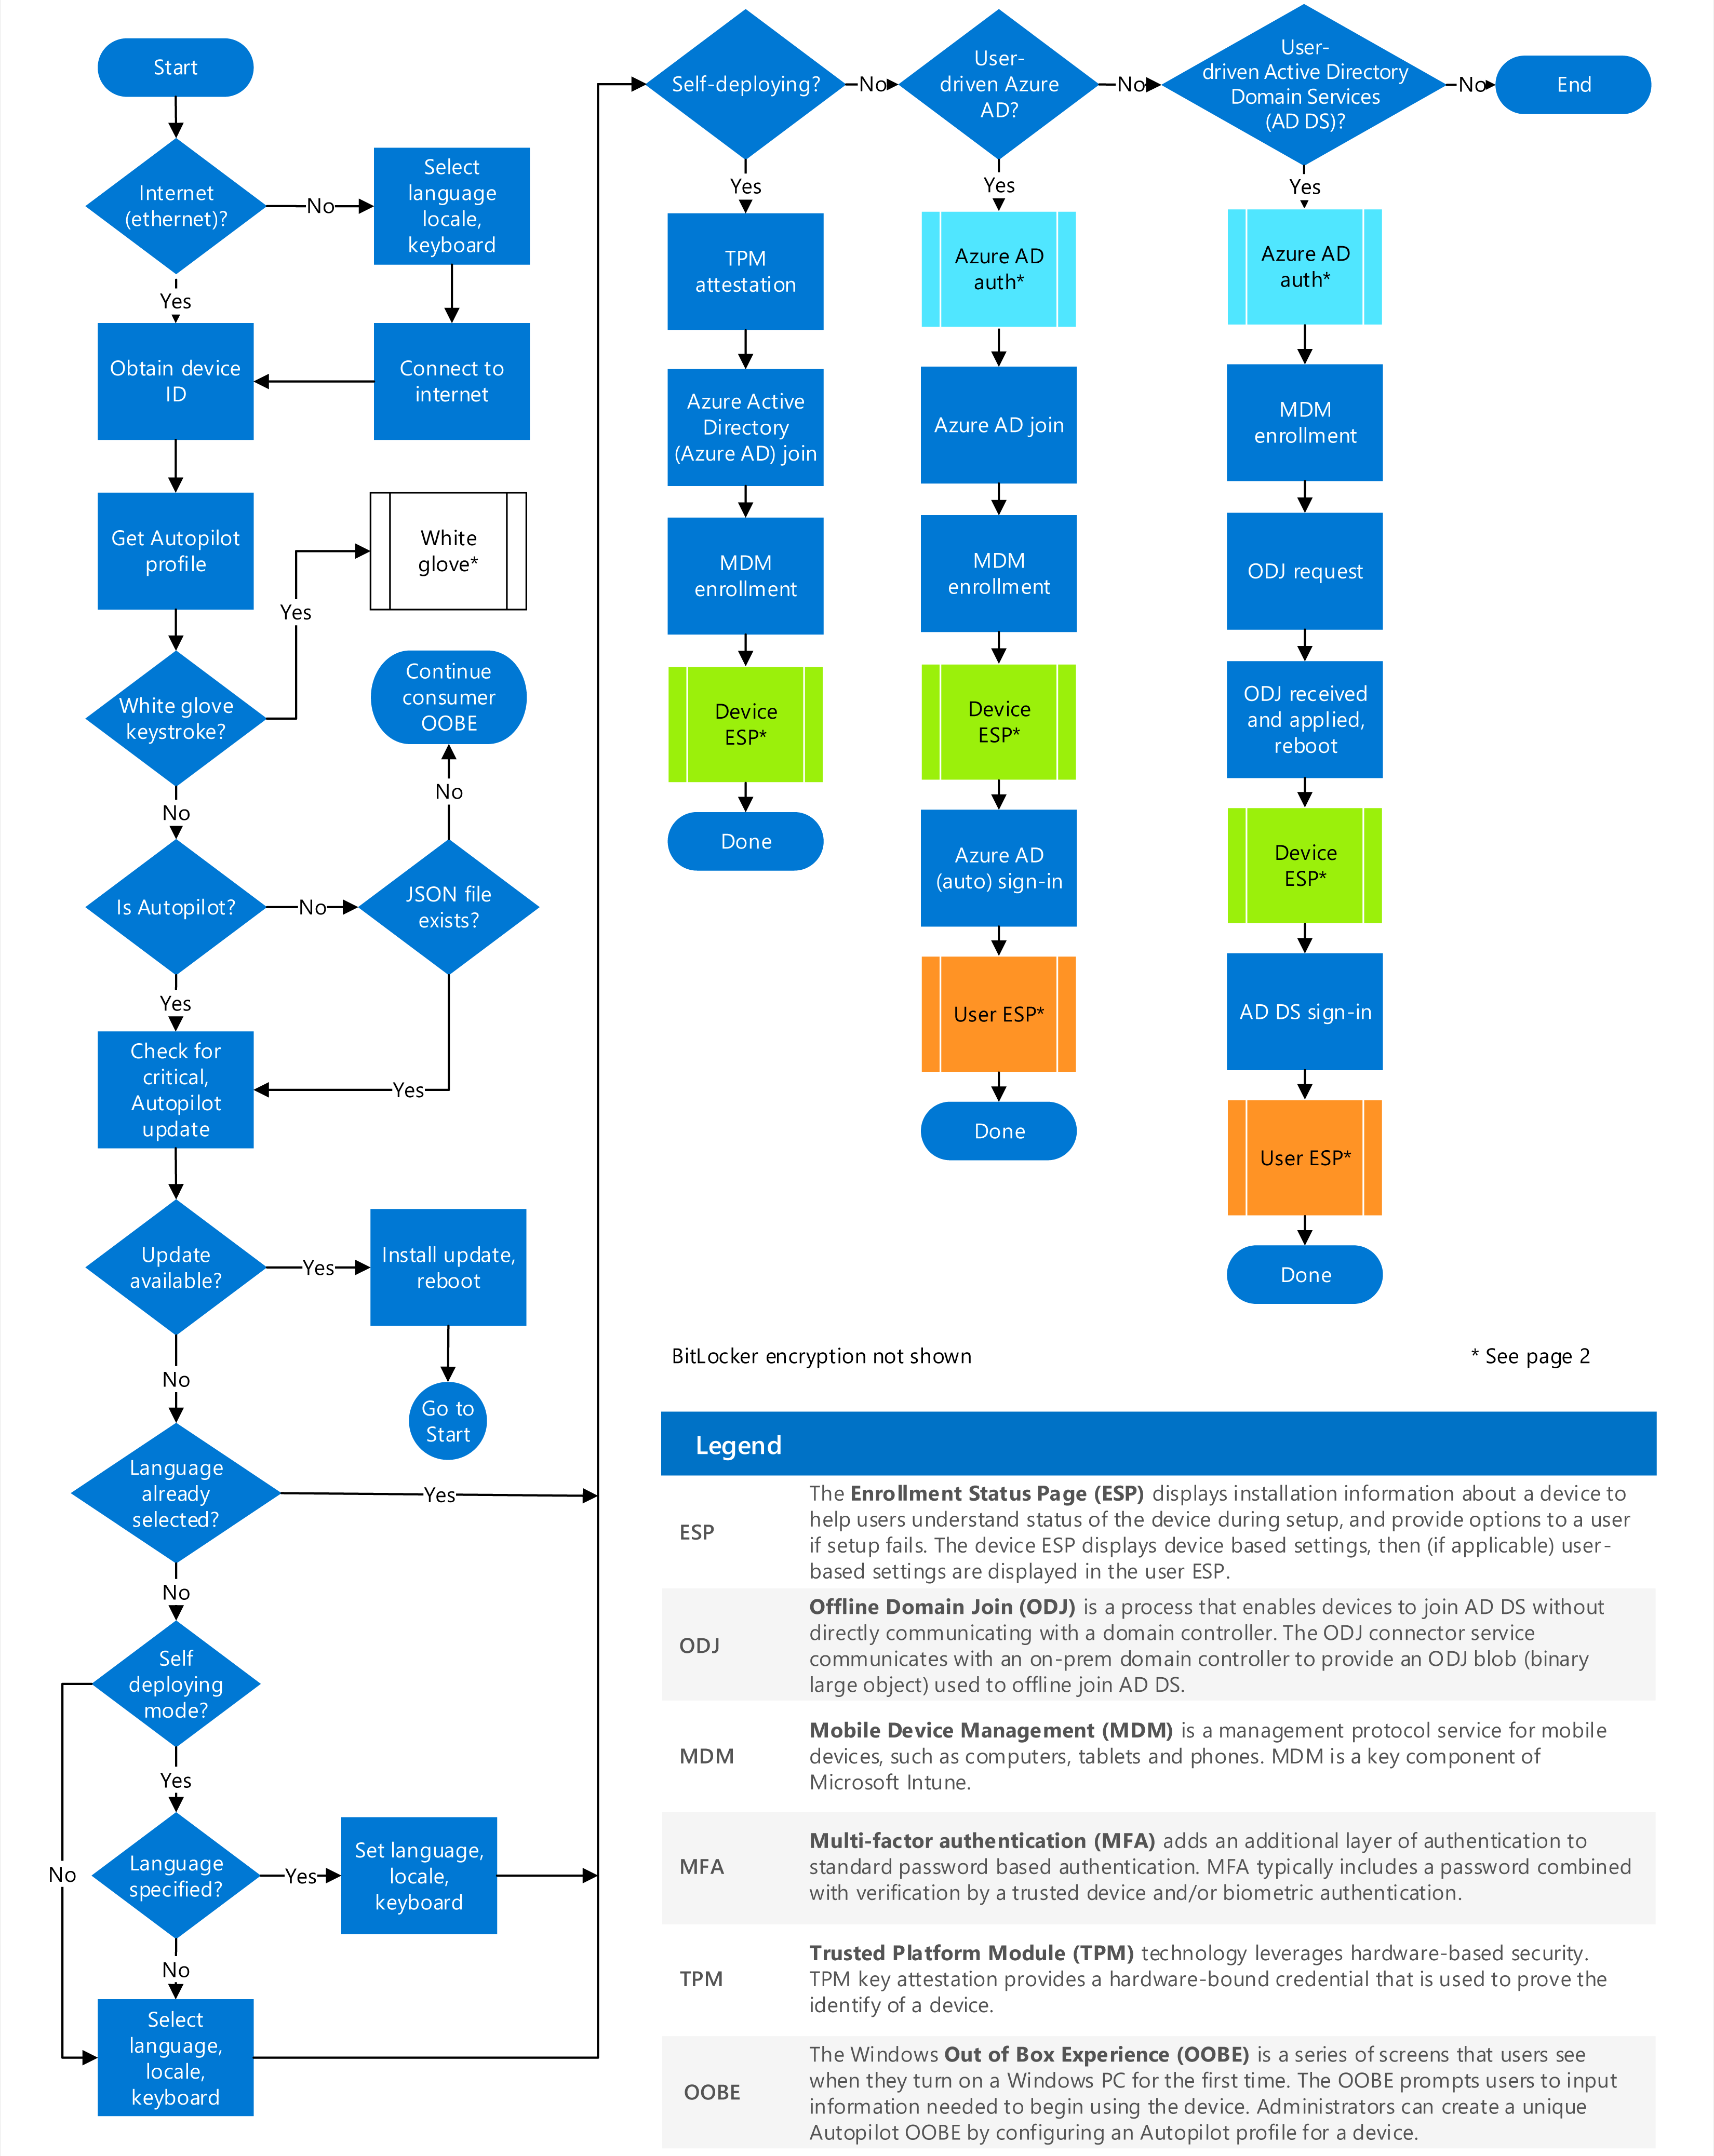 Start
Internet
(ethernet)?
No
Select
language
locale,
keyboard
Yes
Obtain device
ID
Connect to
internet
Get Autopilot
profile
White
glove*
Yes
White glove
keystroke?
Continue
consumer
OOBE
No
No
Is Autopilot?
No
JSON file
exists?
Yes
Check for
critical,
Autopilot
update
Yes
Update
available?
Yes
Install update,
reboot
No
Go to
Start
Language
already
selected?
Yes
No
Self
deploying
mode?
Yes
No
Language
specified?
Yes
Set language,
locale,
keyboard
No
Select
language,
locale,
keyboard
Self-deploying?
No
User-
driven Azure
AD?
No
User-
driven Active Directory
Domain Services
(AD DS)?
No
End
Yes
TPM
attestation
Azure Active
Directory
(Azure AD) join
MDM
enrollment
Device
ESP*
Done
Yes
Azure AD
auth*
Azure AD join
MDM
enrollment
Device
ESP*
Azure AD
(auto) sign-in
User ESP*
Done
Yes
Azure AD
auth*
MDM
enrollment
ODJ request
ODJ received
and applied,
reboot
Device
ESP*
AD DS sign-in
User ESP*
Done
BitLocker encryption not shown
* See page 2
Legend
ESP
The Enrollment Status Page (ESP) displays installation information about a device to
help users understand status of the device during setup, and provide options to a user
if setup fails. The device ESP displays device based settings, then (if applicable) user-
based settings are displayed in the user ESP.
ODJ
Offline Domain Join (ODJ) is a process that enables devices to join AD DS without
directly communicating with a domain controller. The ODJ connector service
communicates with an on-prem domain controller to provide an ODJ blob (binary
large object) used to offline join AD DS.
MDM
Mobile Device Management (MDM) is a management protocol service for mobile
devices, such as computers, tablets and phones. MDM is a key component of
Microsoft Intune.
MFA
Multi-factor authentication (MFA) adds an additional layer of authentication to
standard password based authentication. MFA typically includes a password combined
with verification by a trusted device and/or biometric authentication.
TPM
Trusted Platform Module (TPM) technology leverages hardware-based security.
TPM key attestation provides a hardware-bound credential that is used to prove the
identify of a device.
OOBE
The Windows Out of Box Experience (OOBE) is a series of screens that users see
when they turn on a Windows PC for the first time. The OOBE prompts users to input
information needed to begin using the device. Administrators can create a unique
Autopilot OOBE by configuring an Autopilot profile for a device.